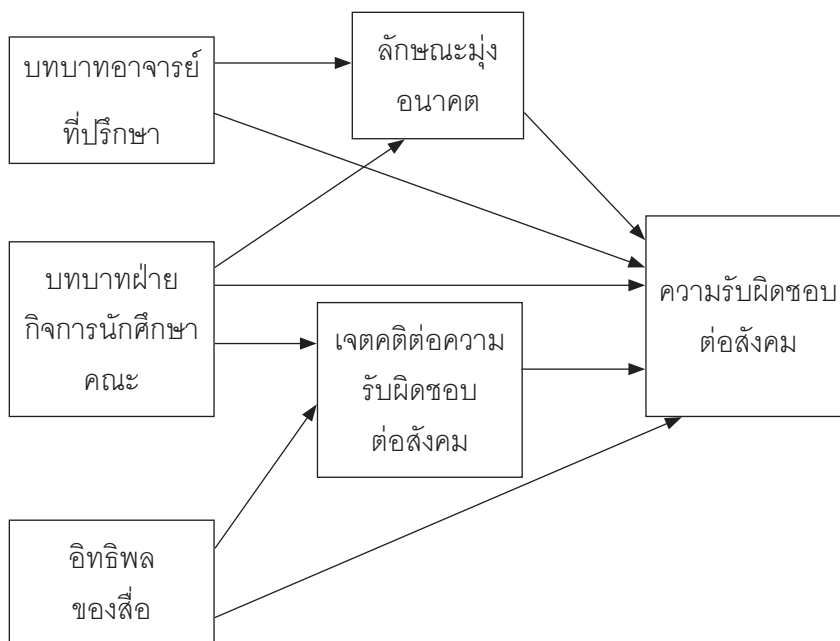 บทบาทอาจารย์
ที่ปรึกษา
ลักษณะมุ่ง
อนาคต
บทบาทฝ่าย
กิจการนักศึกษา
คณะ
เจตคติต่อความ
รับผิดชอบ
ต่อสังคม
ความรับผิดชอบ
ต่อสังคม
อิทธิพล
ของสื่อ